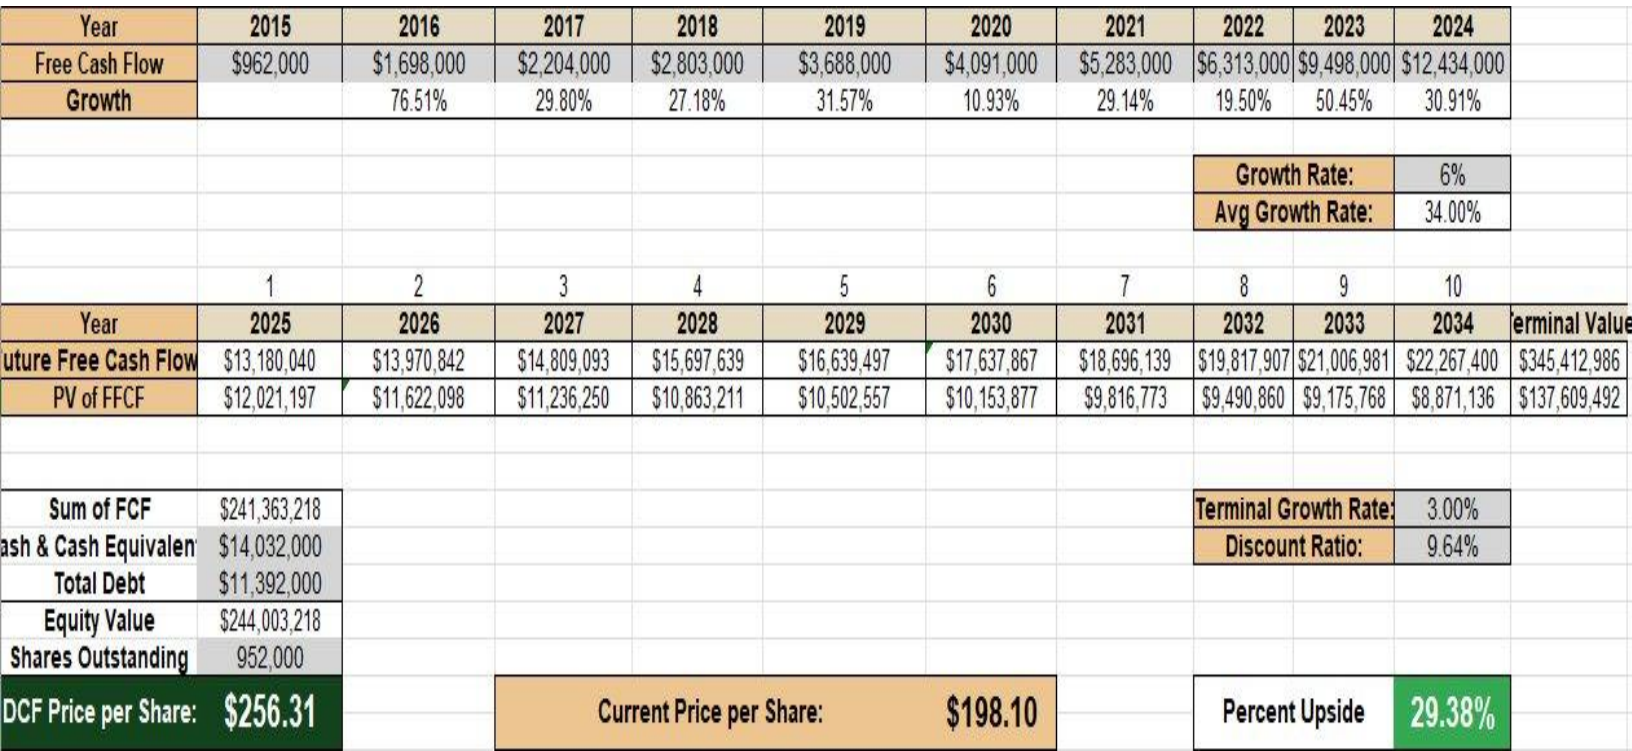 Year 2015 2016 2017 2018 2019 2020 2021 2022 2023 2024
Free Cash Flow $962,000 $1,698,000 $2,204,000 $2,803,000 $3,688,000 $4,091,000 $5,283,000 $6,313,000 $9,498,000 $12,434,000
Growth 76.51% 29.80% 27.18% 31.57% 10.93% 29.14% 19.50% 50.45% 30.91%
Growth Rate: 6%
Avg Growth Rate: 34.00%
1 2 3 4 5 6 7 8 9 10
Year 2025 2026 2027 2028 2029 2030 2031 2032 2033 2034 erminal Value
uture Free Cash Flow $13,180,040 $13,970,842 $14,809,093 $15,697,639 $16,639,497 $17,637,867 $18,696,139 $19,817,907 $21,006,981 $22,267,400 $345,412,986
PV of FFCF $12,021,197 $11,622,098 $11,236,250 $10,863,211 $10,502,557 $10,153,877 $9,816,773 $9,490,860 $9,175,768 $8,871,136 $137,609,492
Sum of FCF $241,363,218 Terminal Growth Rate: 3.00%
ash & Cash Equivalen $14,032,000 Discount Ratio: 9.64%
Total Debt $11,392,000
Equity Value $244,003,218
Shares Outstanding 952,000
DCF Price per Share: $256.31 Current Price per Share: $198.10 Percent Upside 29.38%